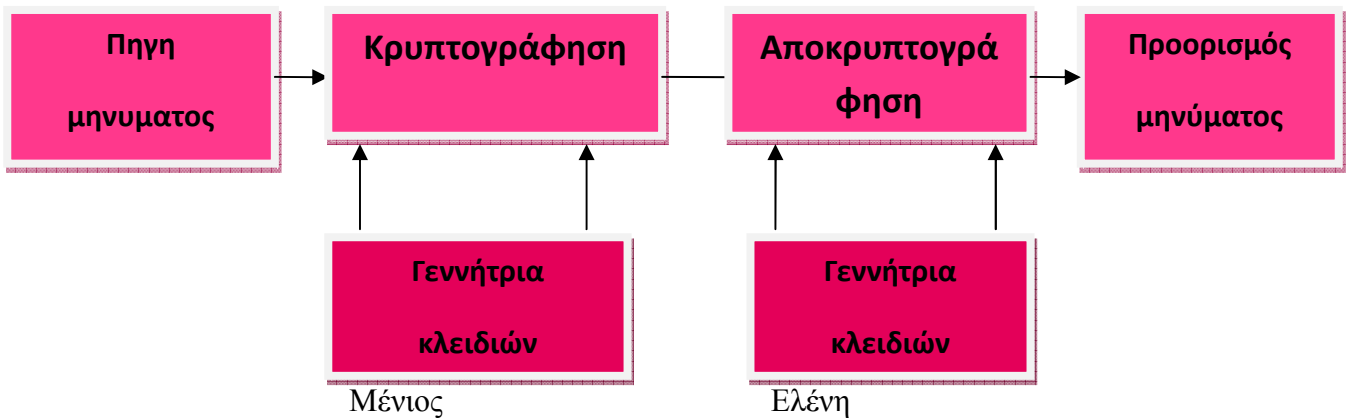 Πηγη
μηνυματος
Κρυπτογράφηση
Αποκρυπτογρά
φηση
Προορισμός
μηνύματος
Γεννήτρια
κλειδιών
Γεννήτρια
κλειδιών
Μένιος
Ελένη